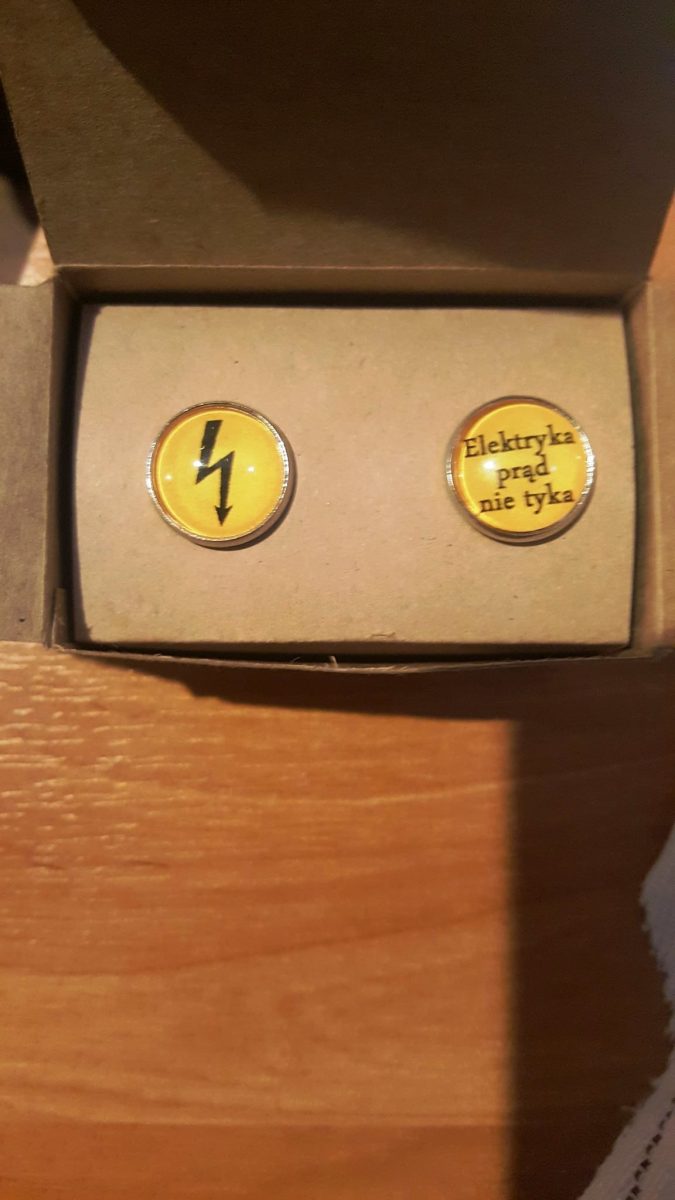 Elektryka
prąd
nie tyka